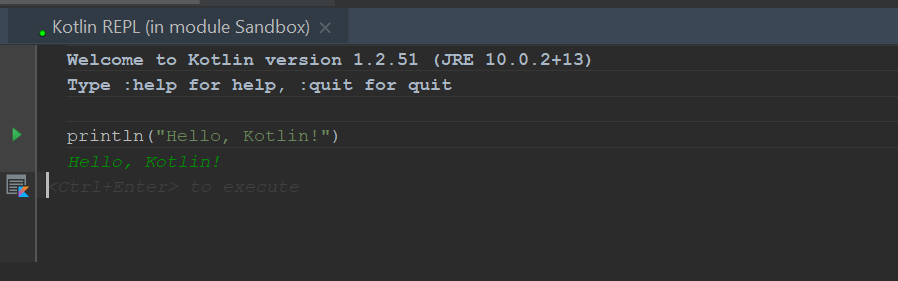 Kotlin REPL (in module Sandbox)
Welcome to Kotlin version 1.2.51 (JRE 10.0.2+13)
Type :help for help, :quit for quit
println("Hello, Kotlin!")
Hello, Kotlin!
<Ctrl+Enter> to execute